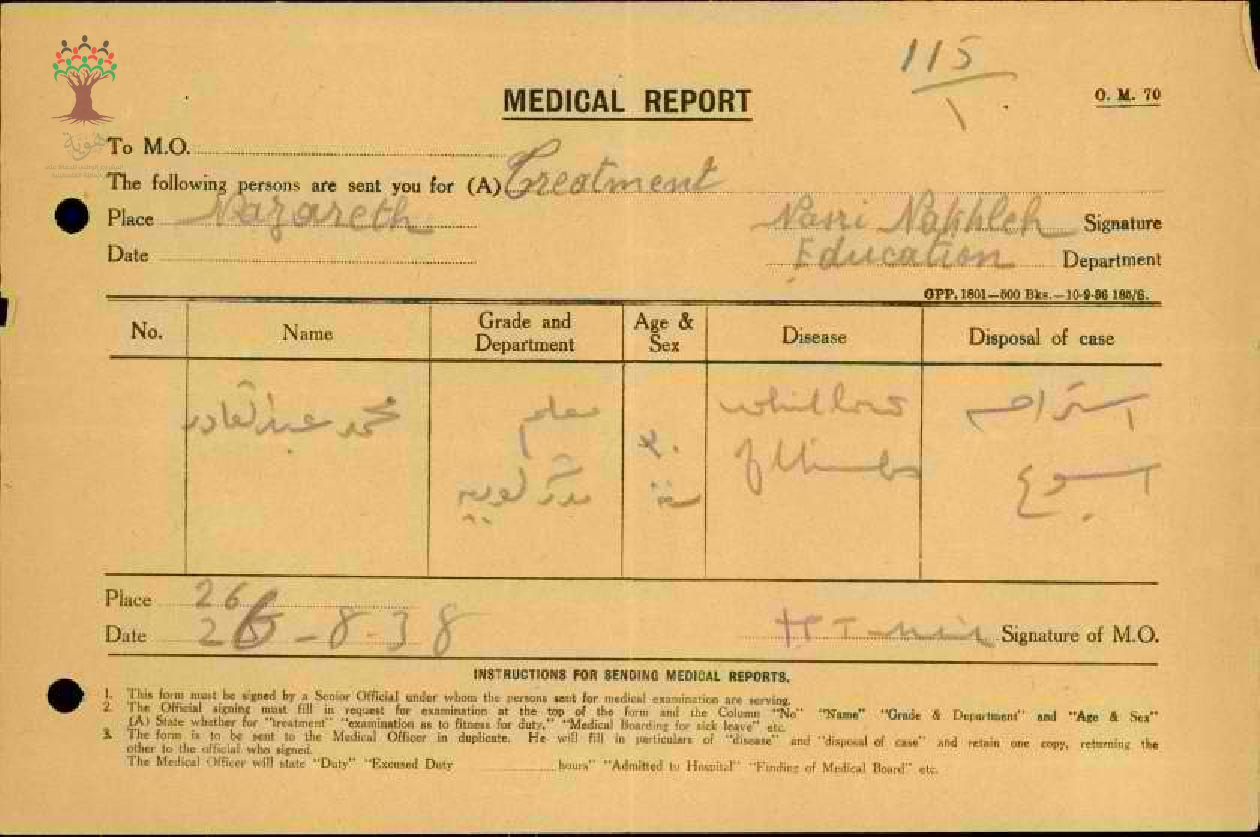 115
1
MEDICAL REPORT
O. M. 70
هوية
To M.O.
The following persons are sent you for (A) Treatment
Place Nazareth
Nasri Nakhleh Signature
Date
Education Department
GPP. 1801—500 Bks.—10-9-36 185/S.
No. Name Grade and Department Age & Sex Disease Disposal of case
محمد عبدالقادر معلم ٢٠ whitlow استراحة
مدرسة لوبيه سنة of thumb اسبوع
Place 26
Date 26-8-38
Signature of M.O.
INSTRUCTIONS FOR SENDING MEDICAL REPORTS.
1. This form must be signed by a Senior Official under whom the persons sent for medical examination are serving.
2. The Official signing must fill in request for examination at the top of the form and the Column "No" "Name" "Grade & Department" and "Age & Sex"
(A) State whether for "treatment" "examination as to fitness for duty," "Medical Boarding for sick leave" etc.
3. The form is to be sent to the Medical Officer in duplicate. He will fill in particulars of "disease" and "disposal of case" and retain one copy, returning the
other to the official who signed.
The Medical Officer will state "Duty" "Excused Duty hours" "Admitted to Hospital" "Finding of Medical Board" etc.